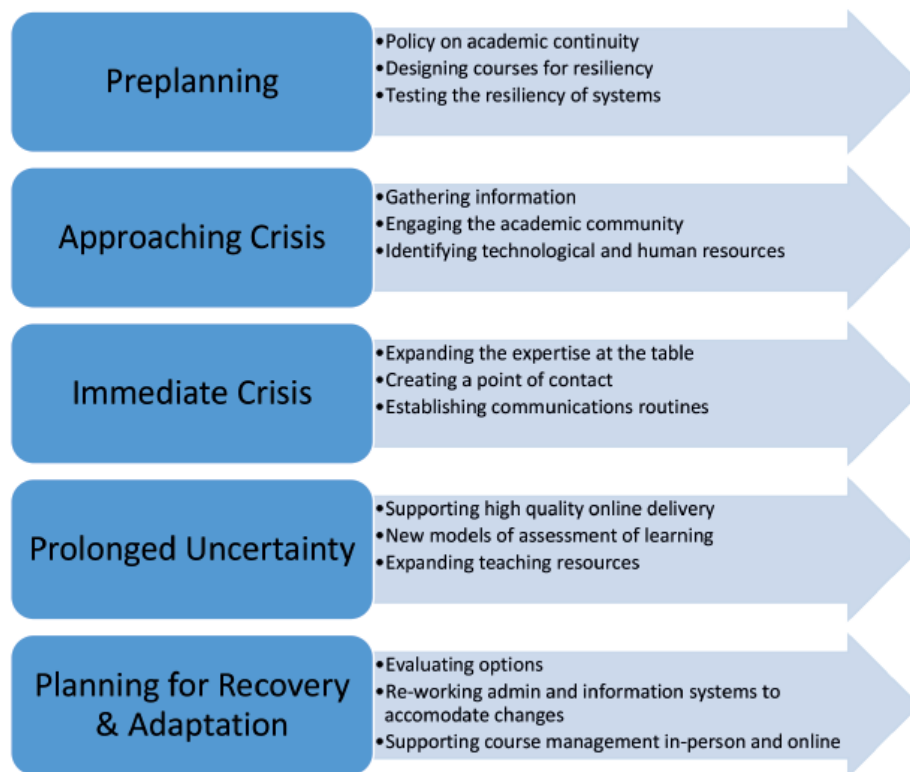 Preplanning
•Policy on academic continuity
•Designing courses for resiliency
•Testing the resiliency of systems
Approaching Crisis
•Gathering information
•Engaging the academic community
•Identifying technological and human resources
Immediate Crisis
•Expanding the expertise at the table
•Creating a point of contact
•Establishing communications routines
Prolonged Uncertainty
•Supporting high quality online delivery
•New models of assessment of learning
•Expanding teaching resources
Planning for Recovery
& Adaptation
•Evaluating options
•Re-working admin and information systems to
accomodate changes
•Supporting course management in-person and online